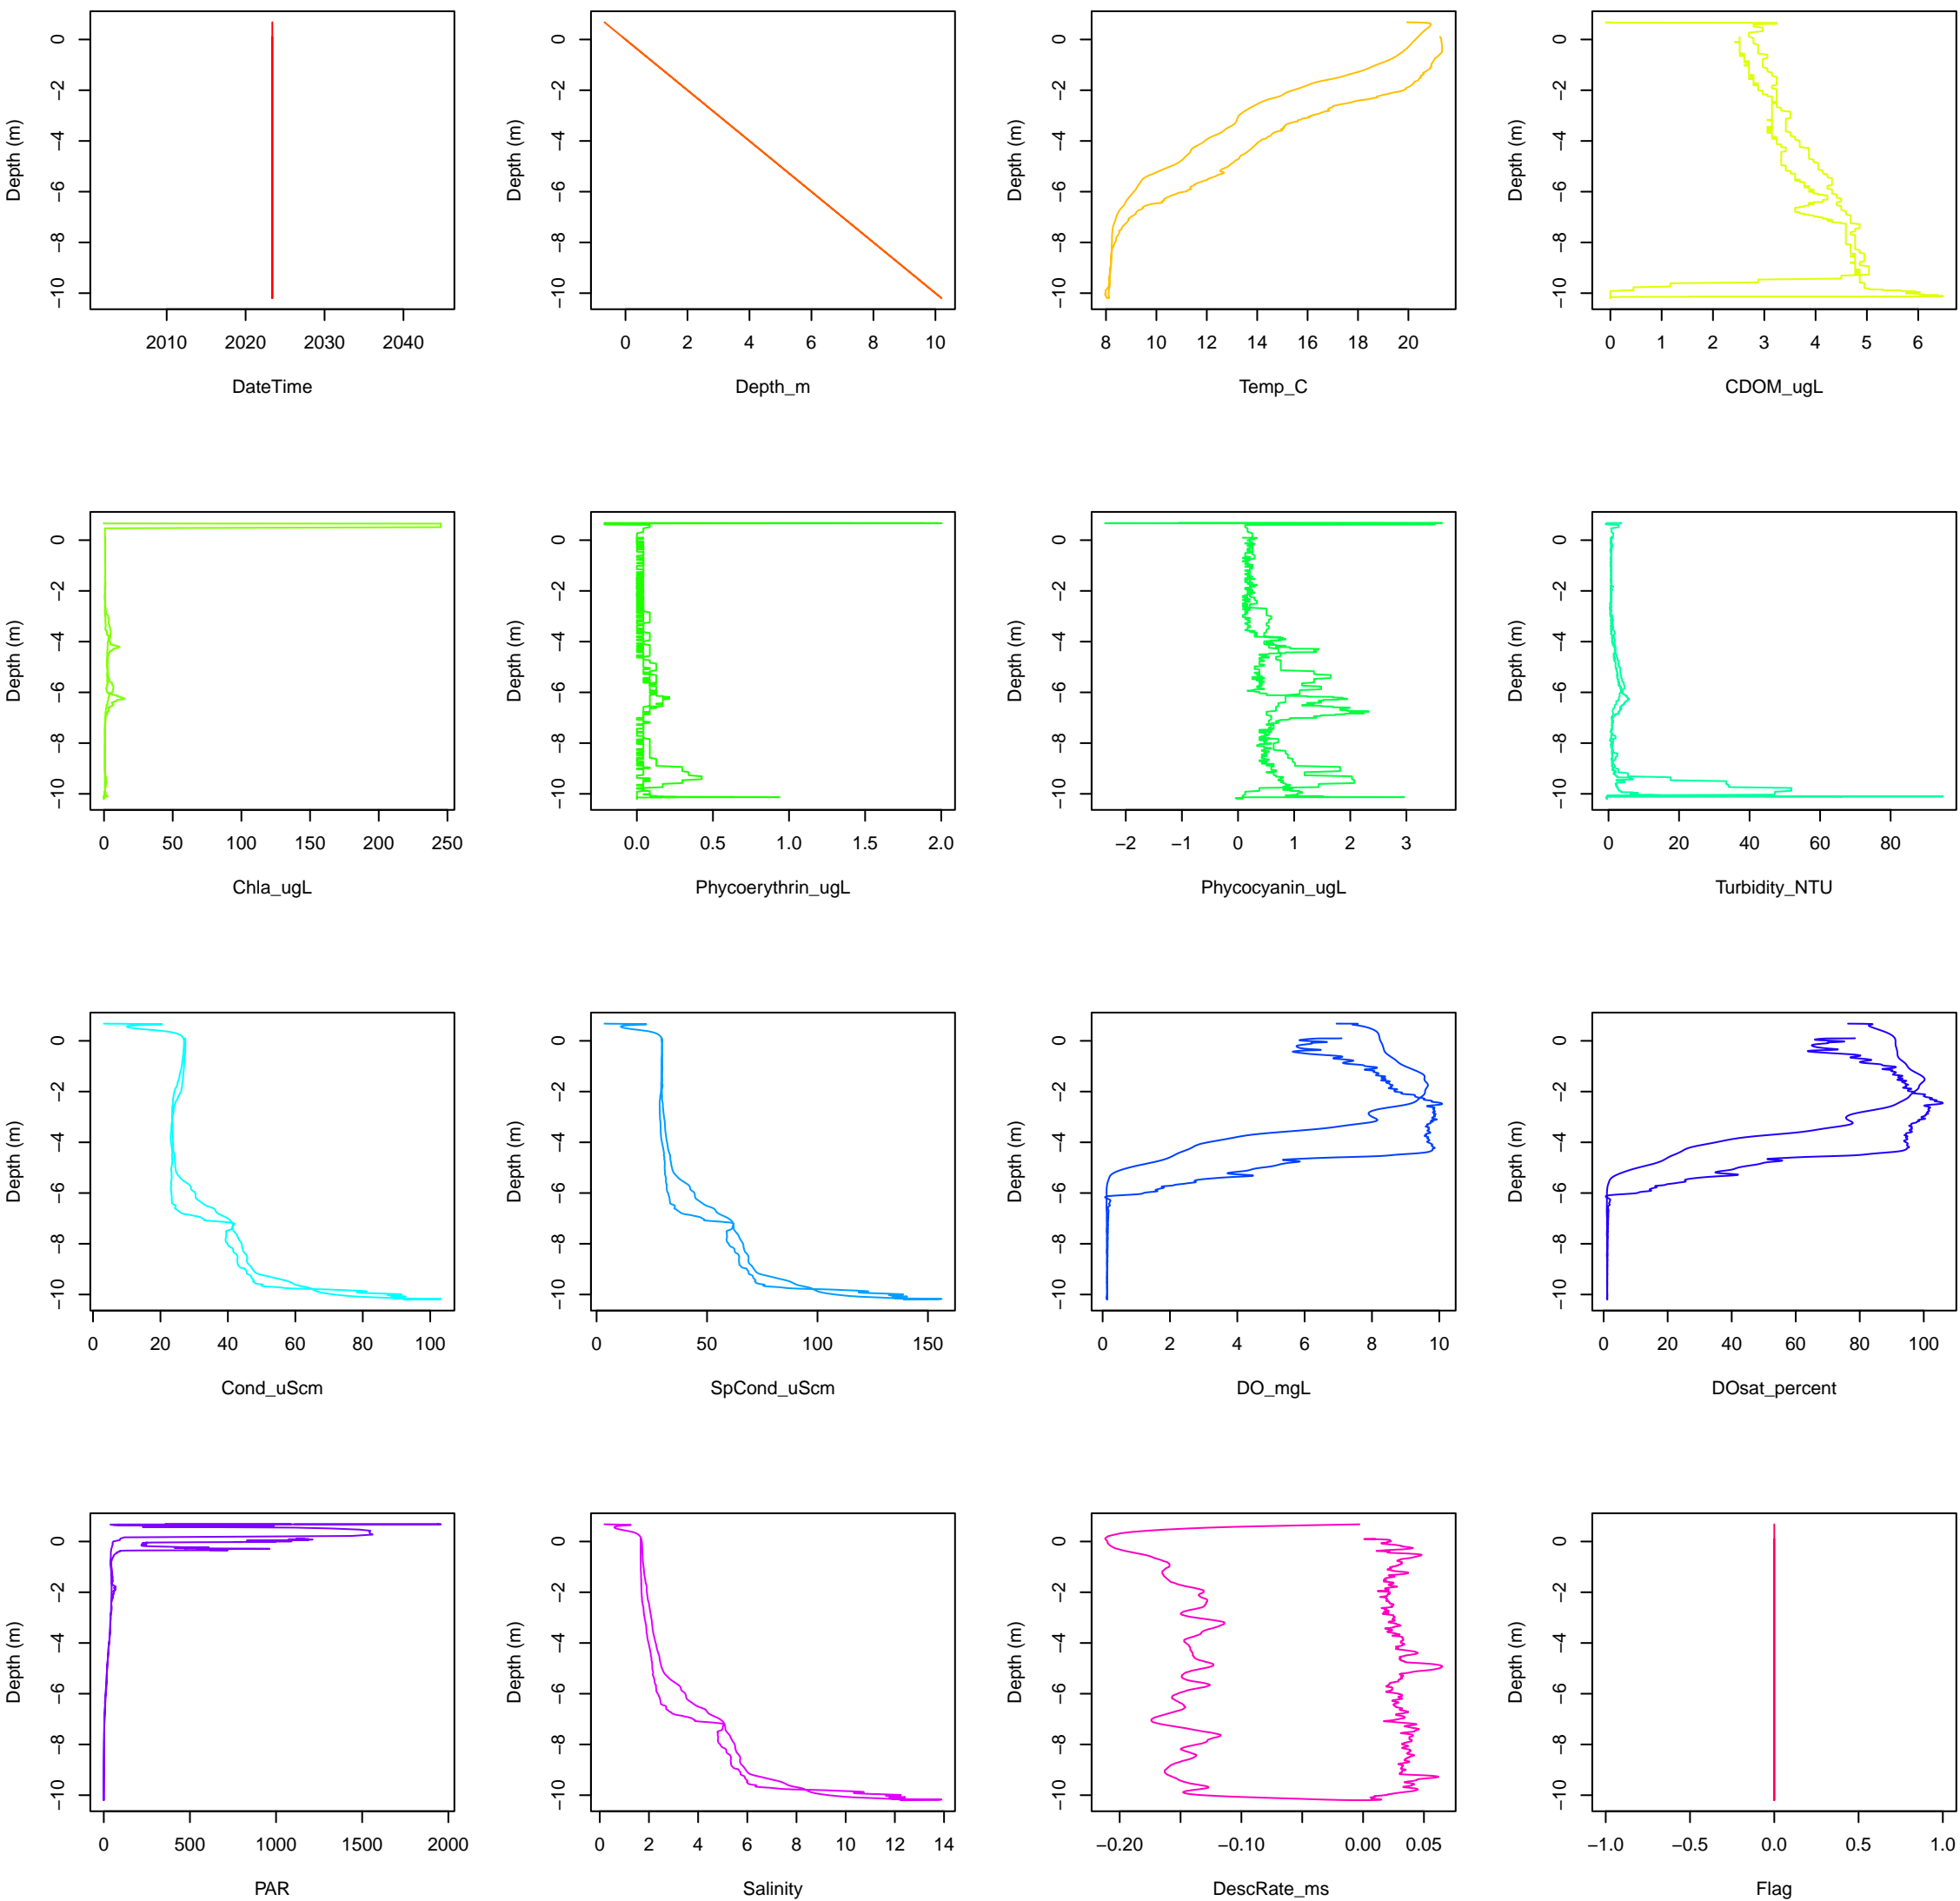 Depth (m)
0
−2
−4
−6
−8
−10
2010 2020 2030 2040
DateTime
Depth (m)
0
−2
−4
−6
−8
−10
0 2 4 6 8 10
Depth_m
Depth (m)
0
−2
−4
−6
−8
−10
8 10 12 14 16 18 20
Temp_C
Depth (m)
0
−2
−4
−6
−8
−10
0 1 2 3 4 5 6
CDOM_ugL
Depth (m)
0
−2
−4
−6
−8
−10
0 50 100 150 200 250
Chla_ugL
Depth (m)
0
−2
−4
−6
−8
−10
0.0 0.5 1.0 1.5 2.0
Phycoerythrin_ugL
Depth (m)
0
−2
−4
−6
−8
−10
−2 −1 0 1 2 3
Phycocyanin_ugL
Depth (m)
0
−2
−4
−6
−8
−10
0 20 40 60 80
Turbidity_NTU
Depth (m)
0
−2
−4
−6
−8
−10
0 20 40 60 80 100
Cond_uScm
Depth (m)
0
−2
−4
−6
−8
−10
0 50 100 150
SpCond_uScm
Depth (m)
0
−2
−4
−6
−8
−10
0 2 4 6 8 10
DO_mgL
Depth (m)
0
−2
−4
−6
−8
−10
0 20 40 60 80 100
DOsat_percent
Depth (m)
0
−2
−4
−6
−8
−10
0 500 1000 1500 2000
PAR
Depth (m)
0
−2
−4
−6
−8
−10
0 2 4 6 8 10 12 14
Salinity
Depth (m)
0
−2
−4
−6
−8
−10
−0.20 −0.10 0.00 0.05
DescRate_ms
Depth (m)
0
−2
−4
−6
−8
−10
−1.0 −0.5 0.0 0.5 1.0
Flag